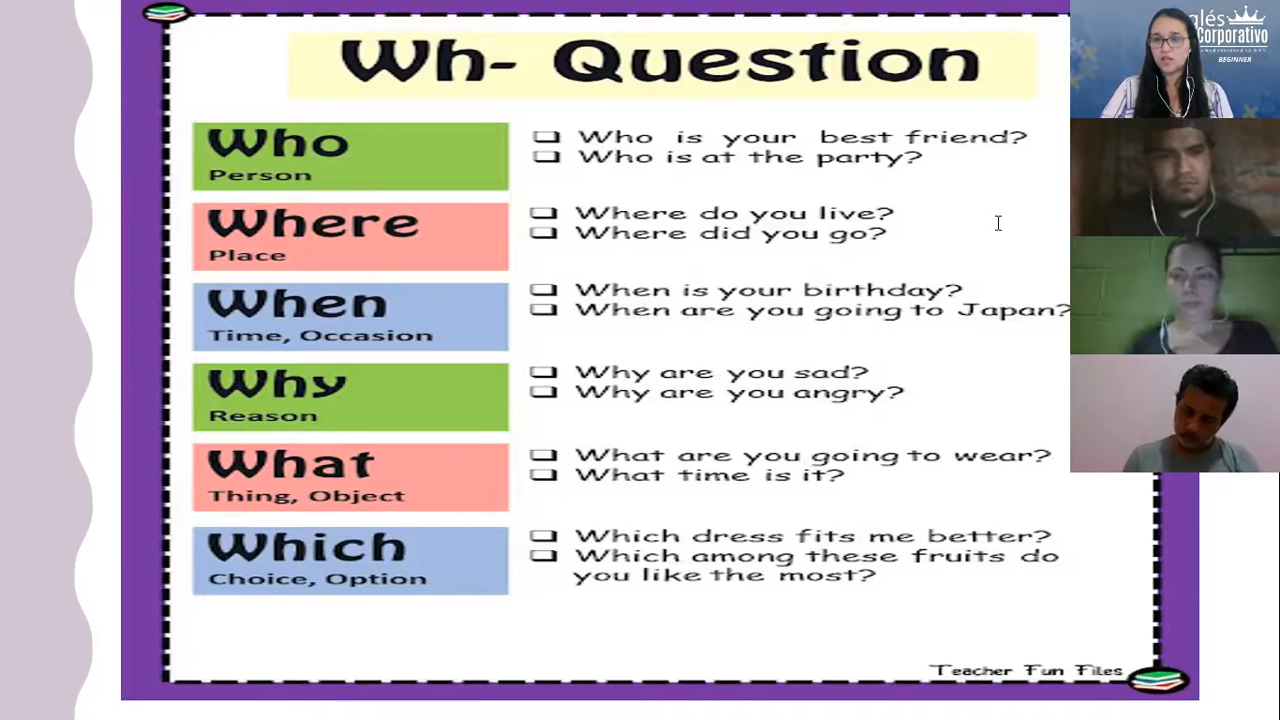 Wh- Question
Who
Person
Who is your best friend?
Who is at the party?
Where
Place
Where do you live?
Where did you go?
When
Time, Occasion
When is your birthday?
When are you going to Japan?
Why
Reason
Why are you sad?
Why are you angry?
What
Thing, Object
What are you going to wear?
What time is it?
Which
Choice, Option
Which dress fits me better?
Which among these fruits do
you like the most?
Teacher Fun Files
glés
Corporativo
BEGINNER